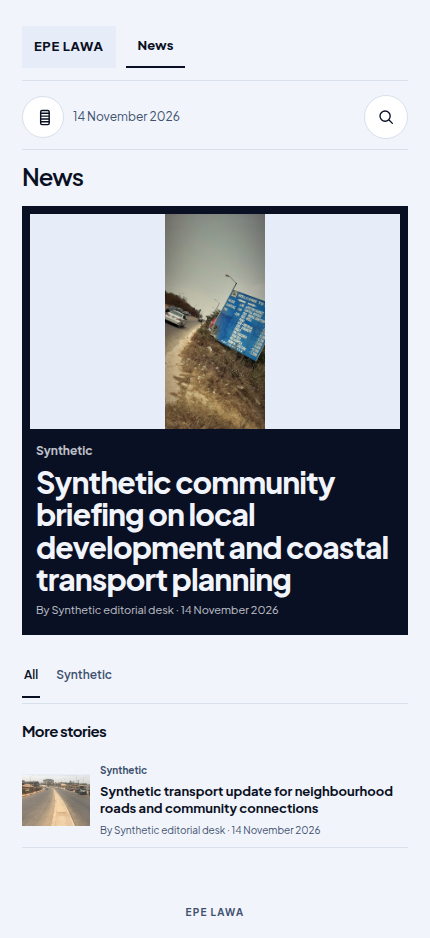 EPE LAWA
News
14 November 2026
News
WELCOME TO
Synthetic
Synthetic community
briefing on local
development and coastal
transport planning
By Synthetic editorial desk · 14 November 2026
All
Synthetic
More stories
Synthetic
Synthetic transport update for neighbourhood
roads and community connections
By Synthetic editorial desk · 14 November 2026
EPE LAWA